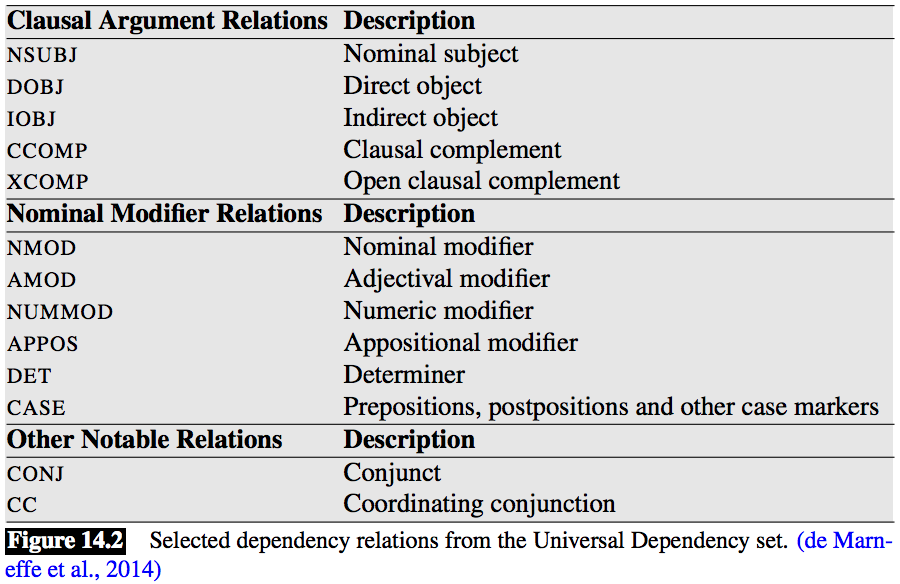 Clausal Argument Relations Description
NSUBJ Nominal subject
DOBJ Direct object
IOBJ Indirect object
CCOMP Clausal complement
XCOMP Open clausal complement
Nominal Modifier Relations Description
NMOD Nominal modifier
AMOD Adjectival modifier
NUMMOD Numeric modifier
APPOS Appositional modifier
DET Determiner
CASE Prepositions, postpositions and other case markers
Other Notable Relations Description
CONJ Conjunct
CC Coordinating conjunction
Figure 14.2 Selected dependency relations from the Universal Dependency set. (de Marn-
effe et al., 2014)